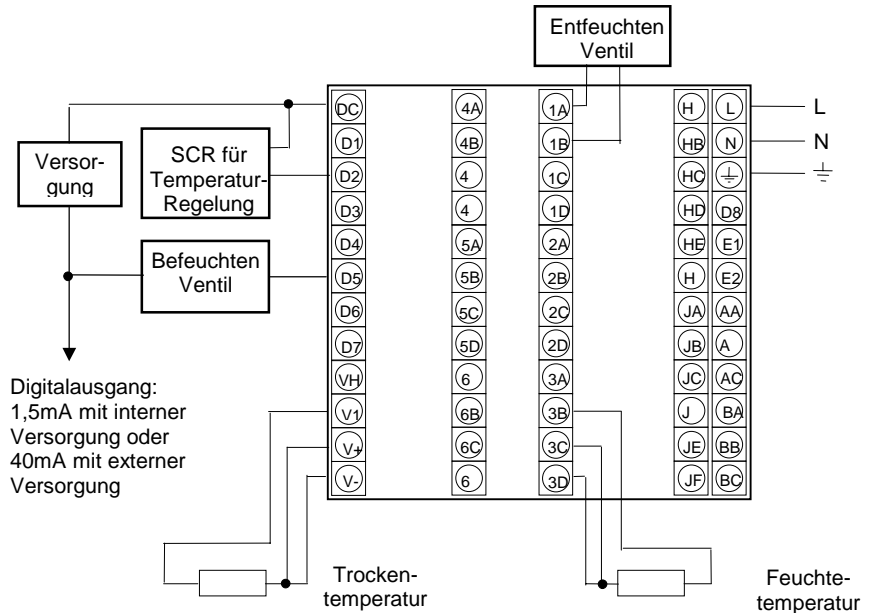 Entfeuchten
Ventil
DC 4A 1A H L L
D1 4B 1B HB N N
D2 4 1C HC
D3 4 1D HD D8
D4 5A 2A HE E1
D5 5B 2B H E2
D6 5C 2C JA AA
D7 5D 2D JB A
VH 6 3A JC AC
V1 6B 3B J BA
V+ 6C 3C JE BB
V- 6 3D JF BC
Versor-
gung
SCR für
Temperatur-
Regelung
Befeuchten
Ventil
Digitalausgang:
1,5mA mit interner
Versorgung oder
40mA mit externer
Versorgung
Trocken-
temperatur
Feuchte-
temperatur